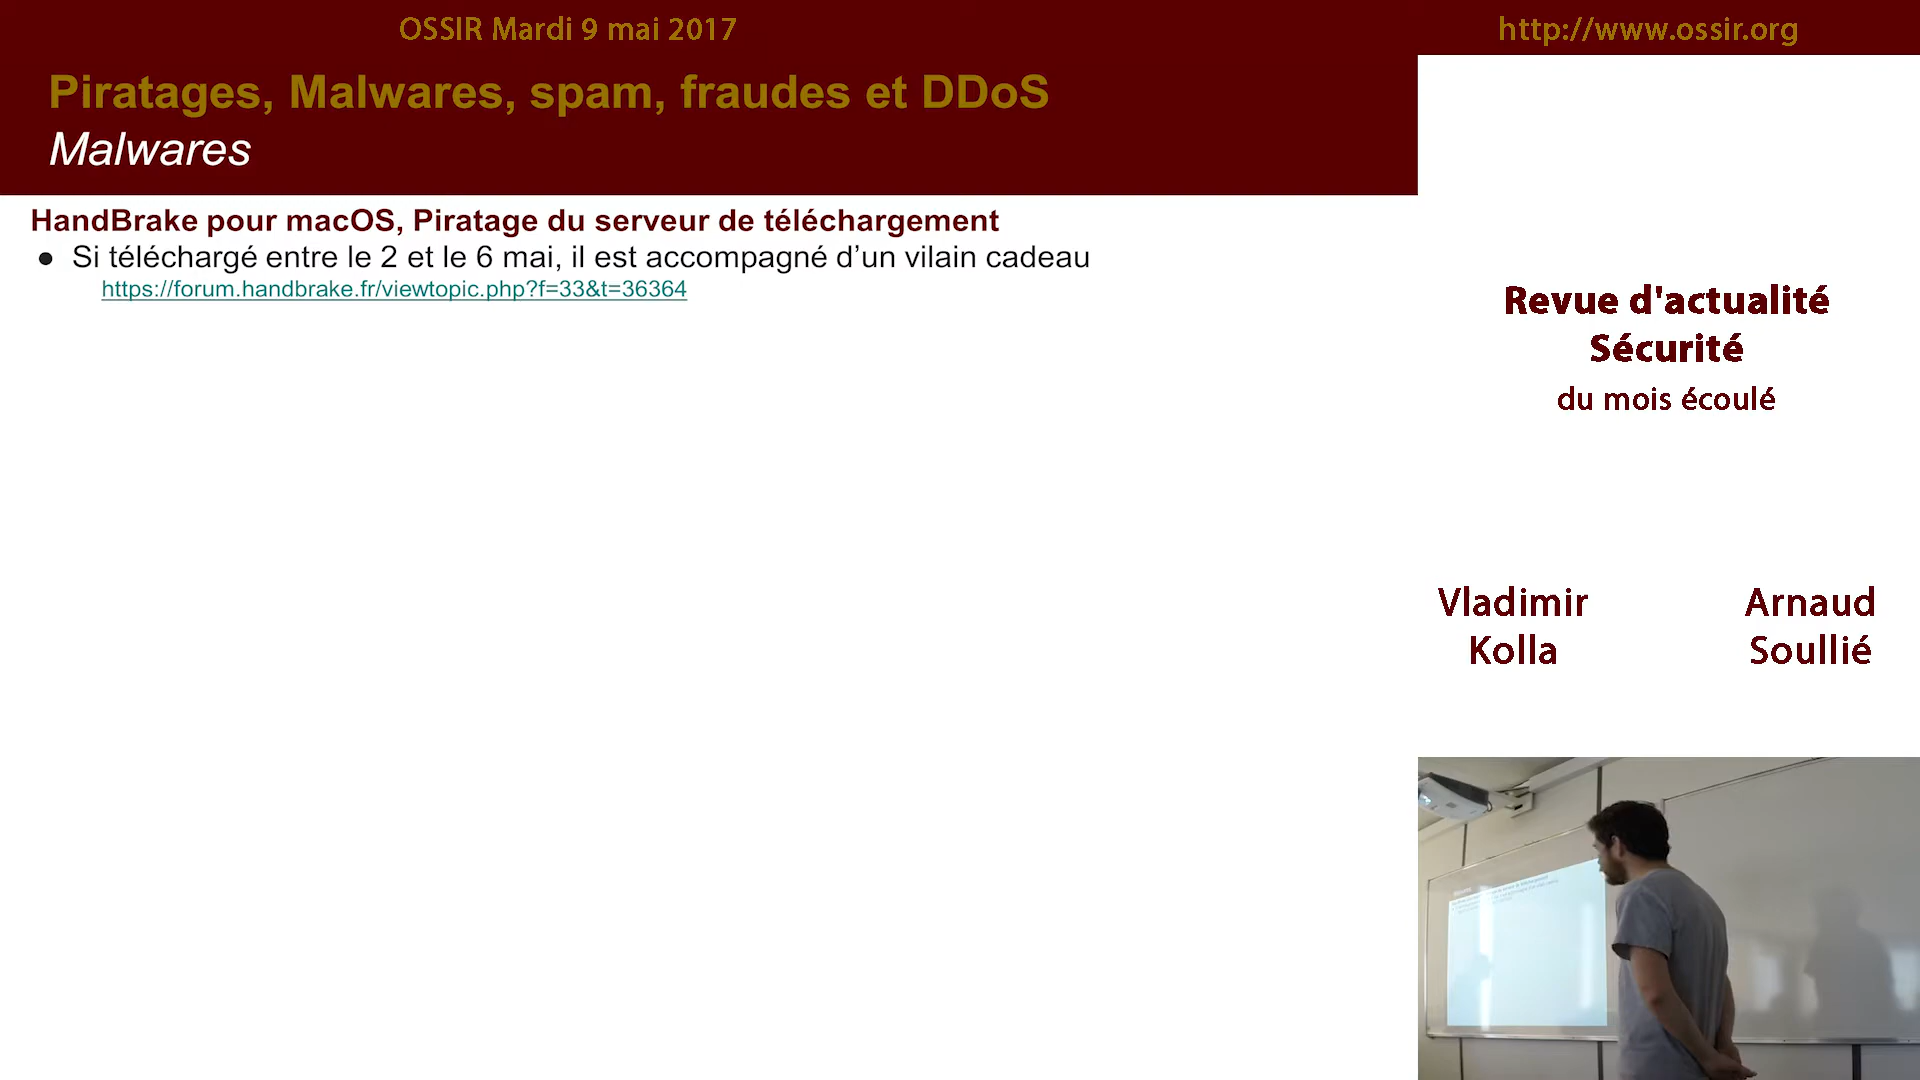 OSSIR Mardi 9 mai 2017
http://www.ossir.org
Piratages, Malwares, spam, fraudes et DDoS
Malwares
HandBrake pour macOS, Piratage du serveur de téléchargement
● Si téléchargé entre le 2 et le 6 mai, il est accompagné d’un vilain cadeau
https://forum.handbrake.fr/viewtopic.php?f=33&t=36364
Revue d'actualité
Sécurité
du mois écoulé
Vladimir
Kolla
Arnaud
Soullié